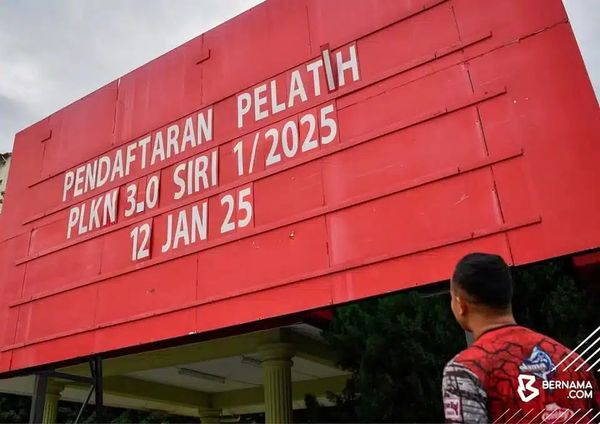 PENDAFTARAN PELATIH
PLKN 3.0 SIRI 1/2025
12 JAN 25
BERNAMA
.COM